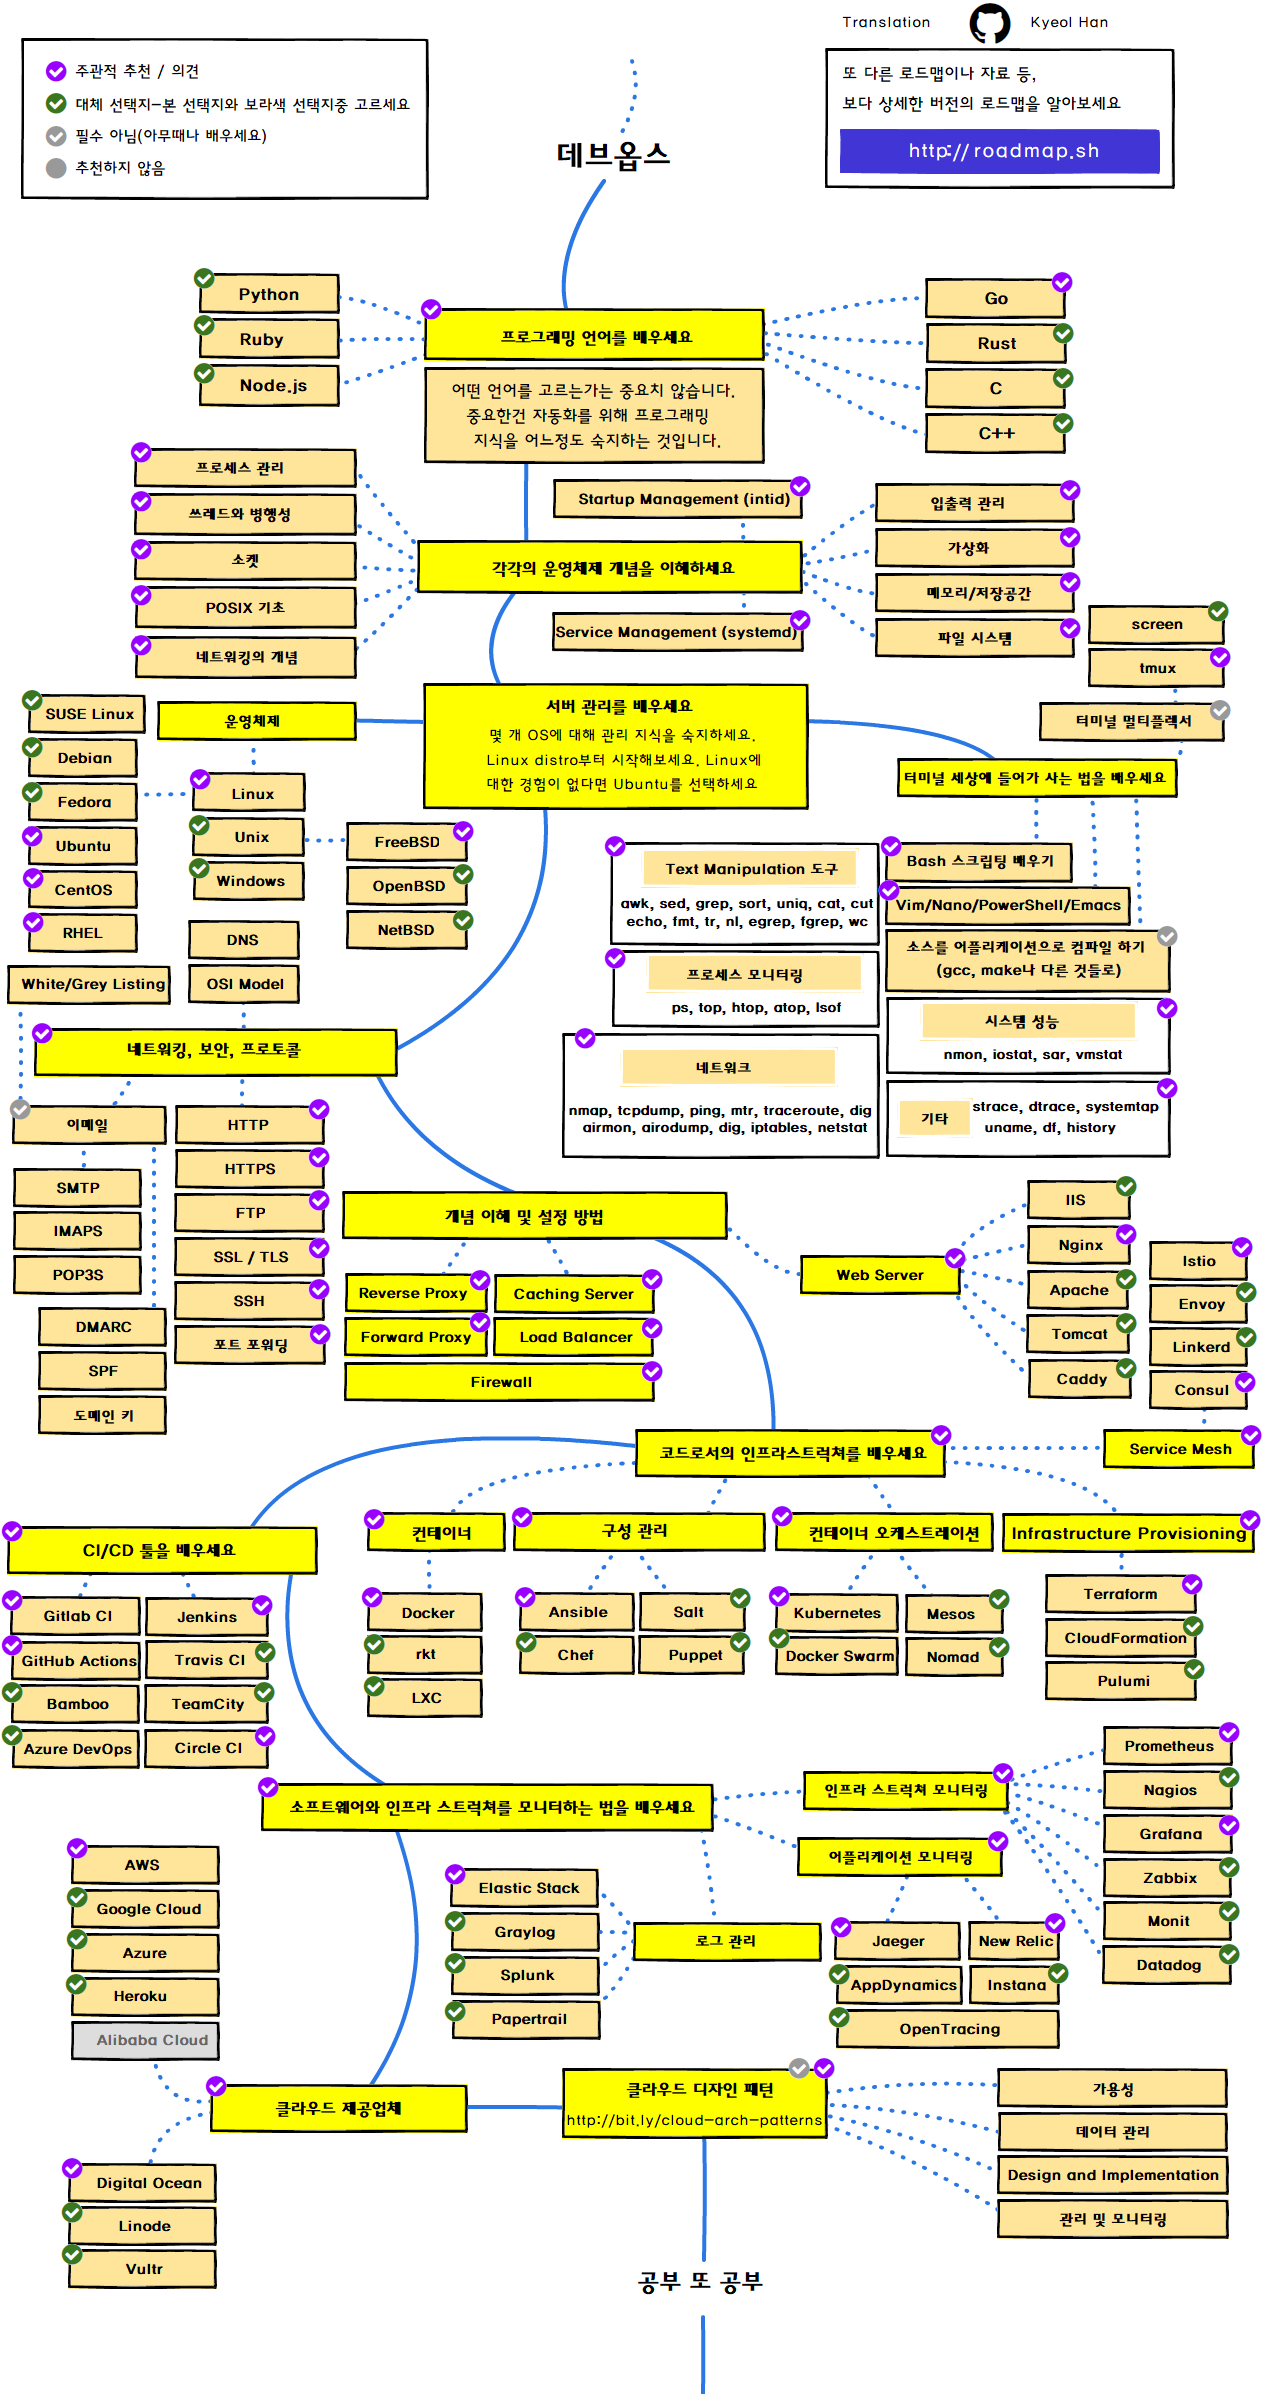 Translation
Kyeol Han
주관적 추천 / 의견
대체 선택지-본 선택지와 보라색 선택지중 고르세요
필수 아님(아무때나 배우세요)
추천하지 않음
또 다른 로드맵이나 자료 등,
보다 상세한 버전의 로드맵을 알아보세요
http://roadmap.sh
데브옵스
Python
Ruby
Node.js
프로그래밍 언어를 배우세요
어떤 언어를 고르는가는 중요치 않습니다.
중요한건 자동화를 위해 프로그래밍
지식을 어느정도 숙지하는 것입니다.
Go
Rust
C
C++
프로세스 관리
쓰레드와 병행성
소켓
POSIX 기초
네트워킹의 개념
Startup Management (intid)
각각의 운영체제 개념을 이헤하세요
Service Management (systemd)
입출력 관리
가상화
메모리/저장공간
파일 시스템
screen
tmux
터미널 멀티플렉서
터미널 세상에 들어가 사는 법을 배우세요
서버 관리를 배우세요
몇 개 OS에 대해 관리 지식을 숙지하세요.
Linux distro부터 시작해보세요. Linux에
대한 경험이 없다면 Ubuntu를 선택하세요
운영체제
SUSE Linux
Debian
Fedora
Ubuntu
CentOS
RHEL
Linux
Unix
Windows
FreeBSD
OpenBSD
NetBSD
DNS
OSI Model
White/Grey Listing
Text Manipulation 도구
awk, sed, grep, sort, uniq, cat, cut
echo, fmt, tr, nl, egrep, fgrep, wc
프로세스 모니터링
ps, top, htop, atop, lsof
네트워크
nmap, tcpdump, ping, mtr, traceroute, dig
airmon, airodump, dig, iptables, netstat
Bash 스크립팅 배우기
Vim/Nano/PowerShell/Emacs
소스를 어플리케이션으로 컴파일 하기
(gcc, make나 다른 것들로)
시스템 성능
nmon, iostat, sar, vmstat
기타
strace, dtrace, systemtap
uname, df, history
네트워킹, 보안, 프로토콜
이메일
SMTP
IMAPS
POP3S
DMARC
SPF
도메인 키
HTTP
HTTPS
FTP
SSL / TLS
SSH
포트 포워딩
개념 이해 및 설정 방법
Reverse Proxy
Caching Server
Forward Proxy
Load Balancer
Firewall
Web Server
IIS
Nginx
Apache
Tomcat
Caddy
Istio
Envoy
Linkerd
Consul
Service Mesh
코드로서의 인프라스트럭쳐를 배우세요
컨테이너
Docker
rkt
LXC
구성 관리
Ansible
Salt
Chef
Puppet
컨테이너 오케스트레이션
Kubernetes
Mesos
Docker Swarm
Nomad
Infrastructure Provisioning
Terraform
CloudFormation
Pulumi
CI/CD 툴을 배우세요
Gitlab CI
Jenkins
GitHub Actions
Travis CI
Bamboo
TeamCity
Azure DevOps
Circle CI
소프트웨어와 인프라 스트럭쳐를 모니터하는 법을 배우세요
인프라 스트럭쳐 모니터링
Prometheus
Nagios
Grafana
Zabbix
Monit
Datadog
어플리케이션 모니터링
Jaeger
New Relic
AppDynamics
Instana
OpenTracing
로그 관리
Elastic Stack
Graylog
Splunk
Papertrail
AWS
Google Cloud
Azure
Heroku
Alibaba Cloud
클라우드 제공업체
Digital Ocean
Linode
Vultr
클라우드 디자인 패턴
http://bit.ly/cloud-arch-patterns
가용성
데이터 관리
Design and Implementation
관리 및 모니터링
공부 또 공부